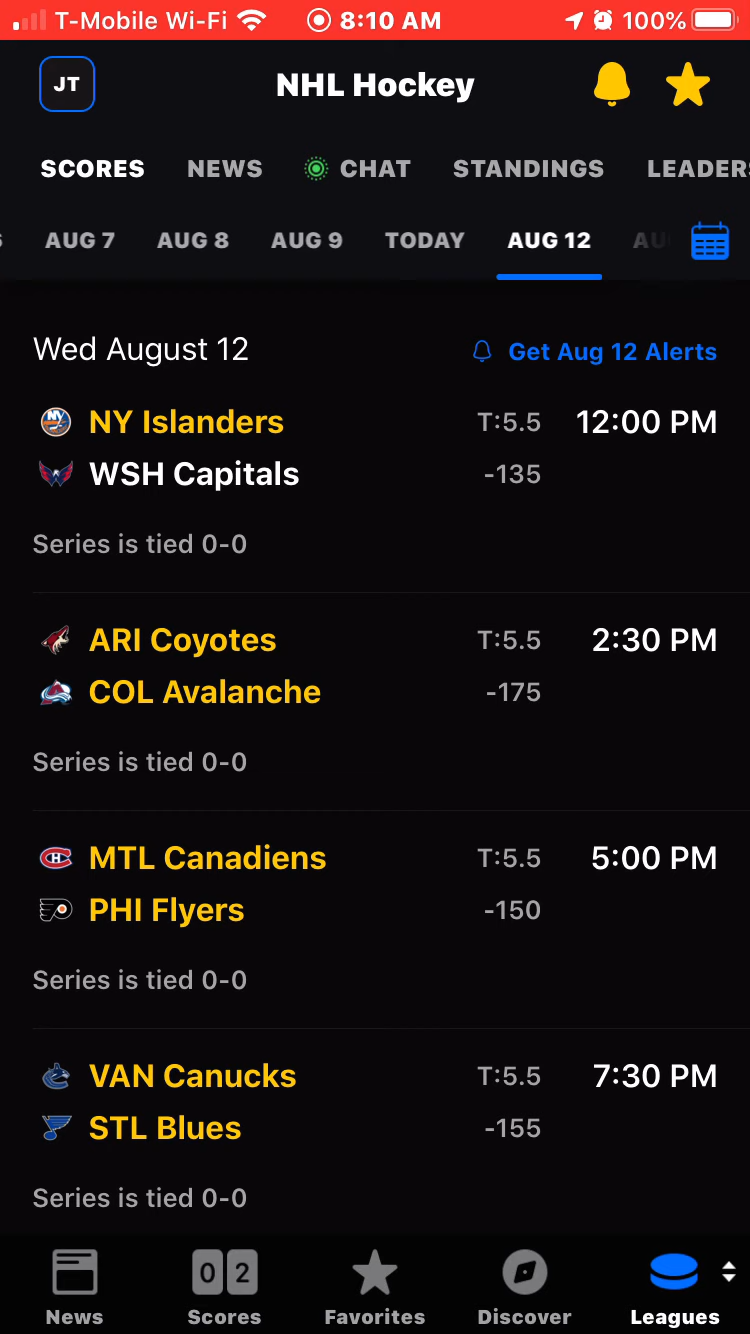 T-Mobile Wi-Fi 8:10 AM 100%
JT NHL Hockey
SCORES NEWS CHAT STANDINGS LEADERS
AUG 7 AUG 8 AUG 9 TODAY AUG 12 AU
Wed August 12 Get Aug 12 Alerts
NY Islanders T:5.5 12:00 PM
WSH Capitals -135
Series is tied 0-0
ARI Coyotes T:5.5 2:30 PM
COL Avalanche -175
Series is tied 0-0
MTL Canadiens T:5.5 5:00 PM
PHI Flyers -150
Series is tied 0-0
VAN Canucks T:5.5 7:30 PM
STL Blues -155
Series is tied 0-0
0 2
News Scores Favorites Discover Leagues